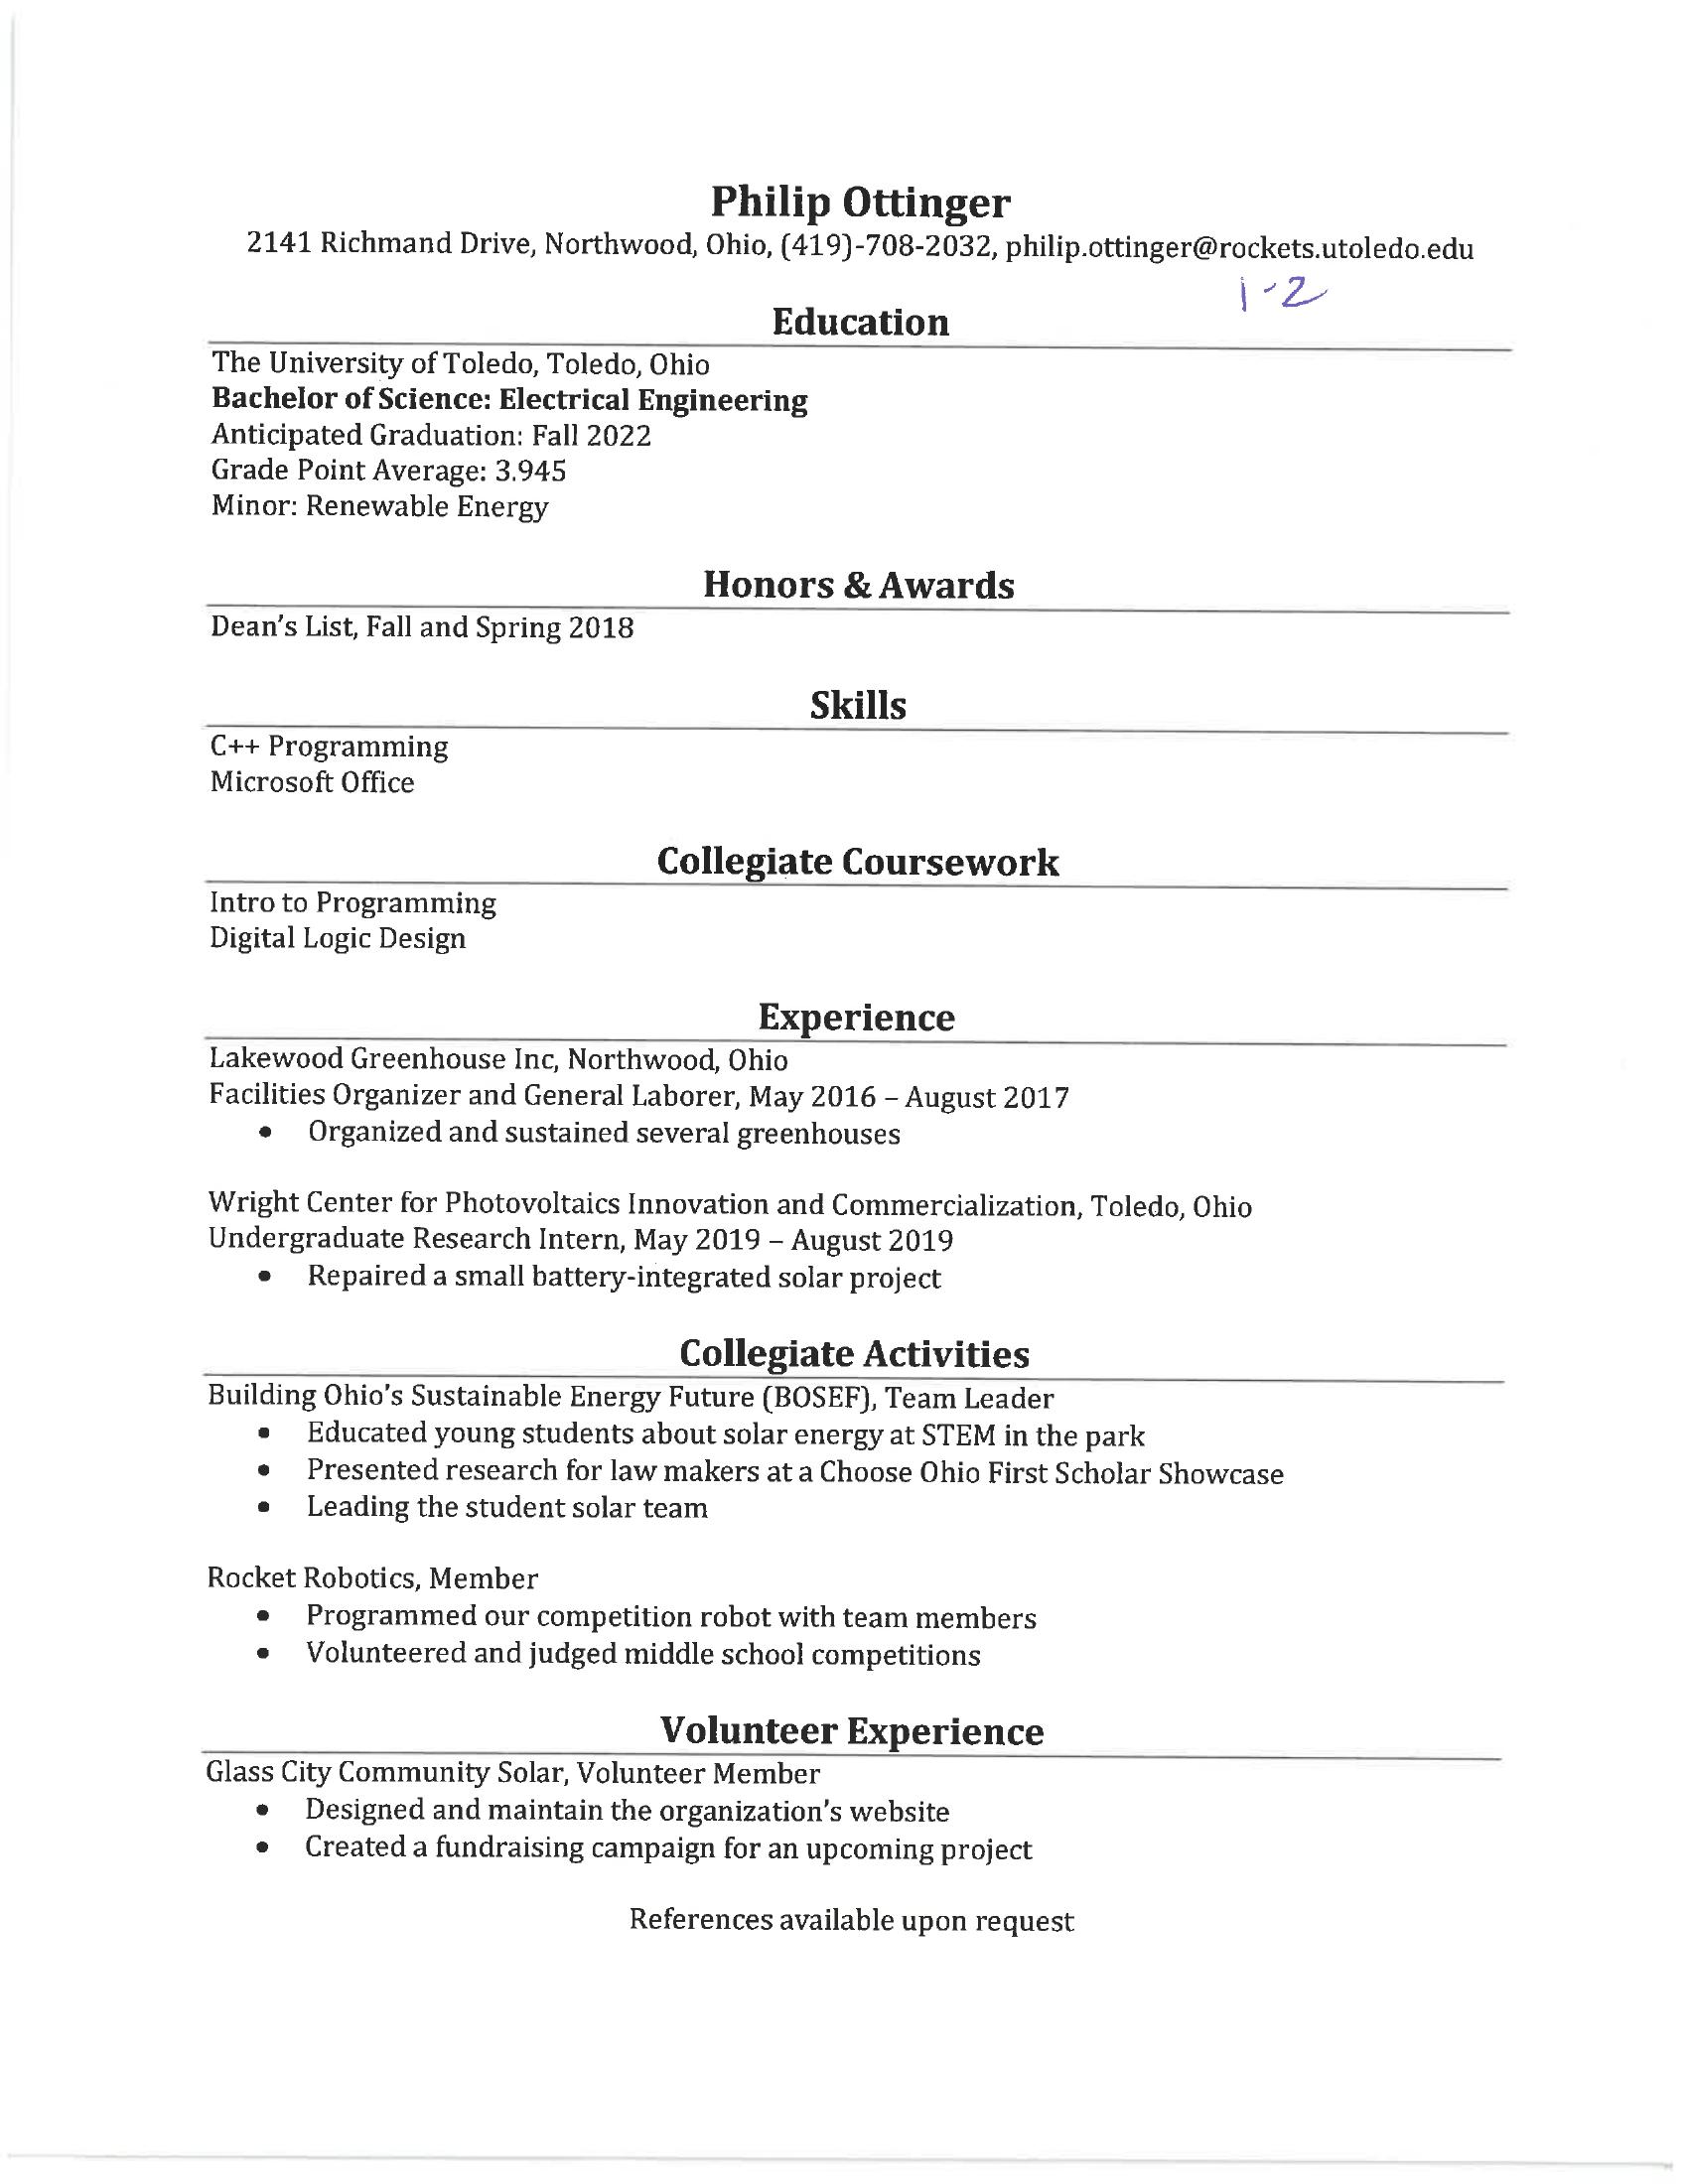 Philip Ottinger
2141 Richmand Drive, Northwood, Ohio, (419)-708-2032, philip.ottinger@rockets.utoledo.edu
1-2
Education
The University of Toledo, Toledo, Ohio
Bachelor of Science: Electrical Engineering
Anticipated Graduation: Fall 2022
Grade Point Average: 3.945
Minor: Renewable Energy
Honors & Awards
Dean's List, Fall and Spring 2018
Skills
C++ Programming
Microsoft Office
Collegiate Coursework
Intro to Programming
Digital Logic Design
Experience
Lakewood Greenhouse Inc, Northwood, Ohio
Facilities Organizer and General Laborer, May 2016 – August 2017
• Organized and sustained several greenhouses
Wright Center for Photovoltaics Innovation and Commercialization, Toledo, Ohio
Undergraduate Research Intern, May 2019 – August 2019
• Repaired a small battery-integrated solar project
Collegiate Activities
Building Ohio's Sustainable Energy Future (BOSEF), Team Leader
• Educated young students about solar energy at STEM in the park
• Presented research for law makers at a Choose Ohio First Scholar Showcase
• Leading the student solar team
Rocket Robotics, Member
• Programmed our competition robot with team members
• Volunteered and judged middle school competitions
Volunteer Experience
Glass City Community Solar, Volunteer Member
• Designed and maintain the organization's website
• Created a fundraising campaign for an upcoming project
References available upon request